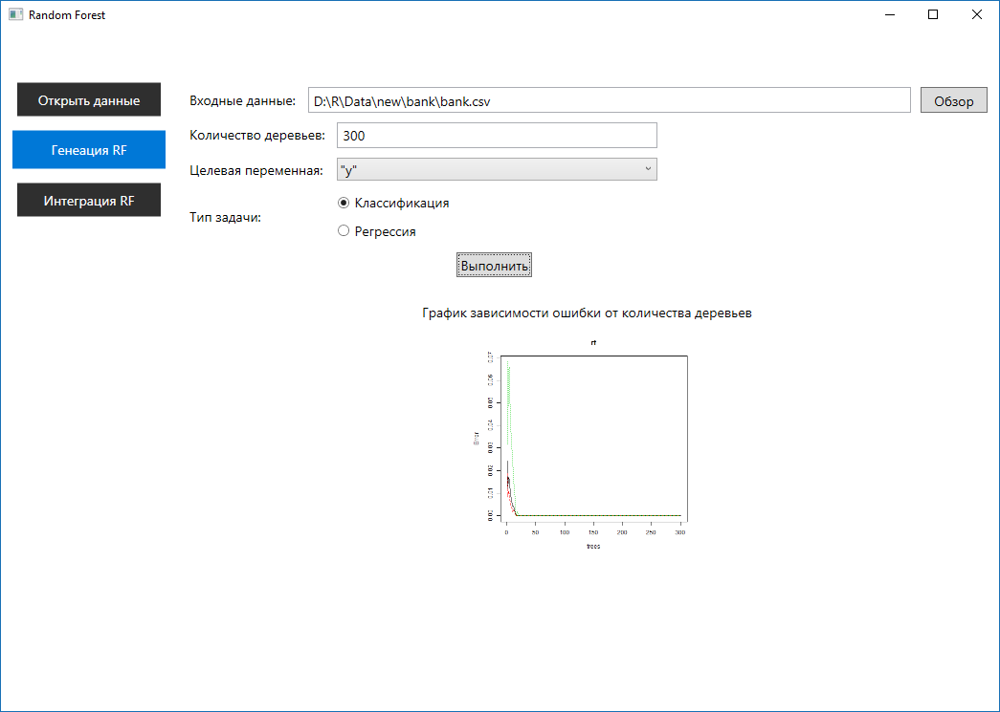 Random Forest
Открыть данные
Генеация RF
Интеграция RF
Входные данные: D:\R\Data\new\bank\bank.csv Обзор
Количество деревьев: 300
Целевая переменная: "y"
Тип задачи:
Классификация
Регрессия
Выполнить
График зависимости ошибки от количества деревьев
rf
Error
0.07
0.06
0.05
0.04
0.03
0.02
0.01
0.00
0 50 100 150 200 250 300
trees